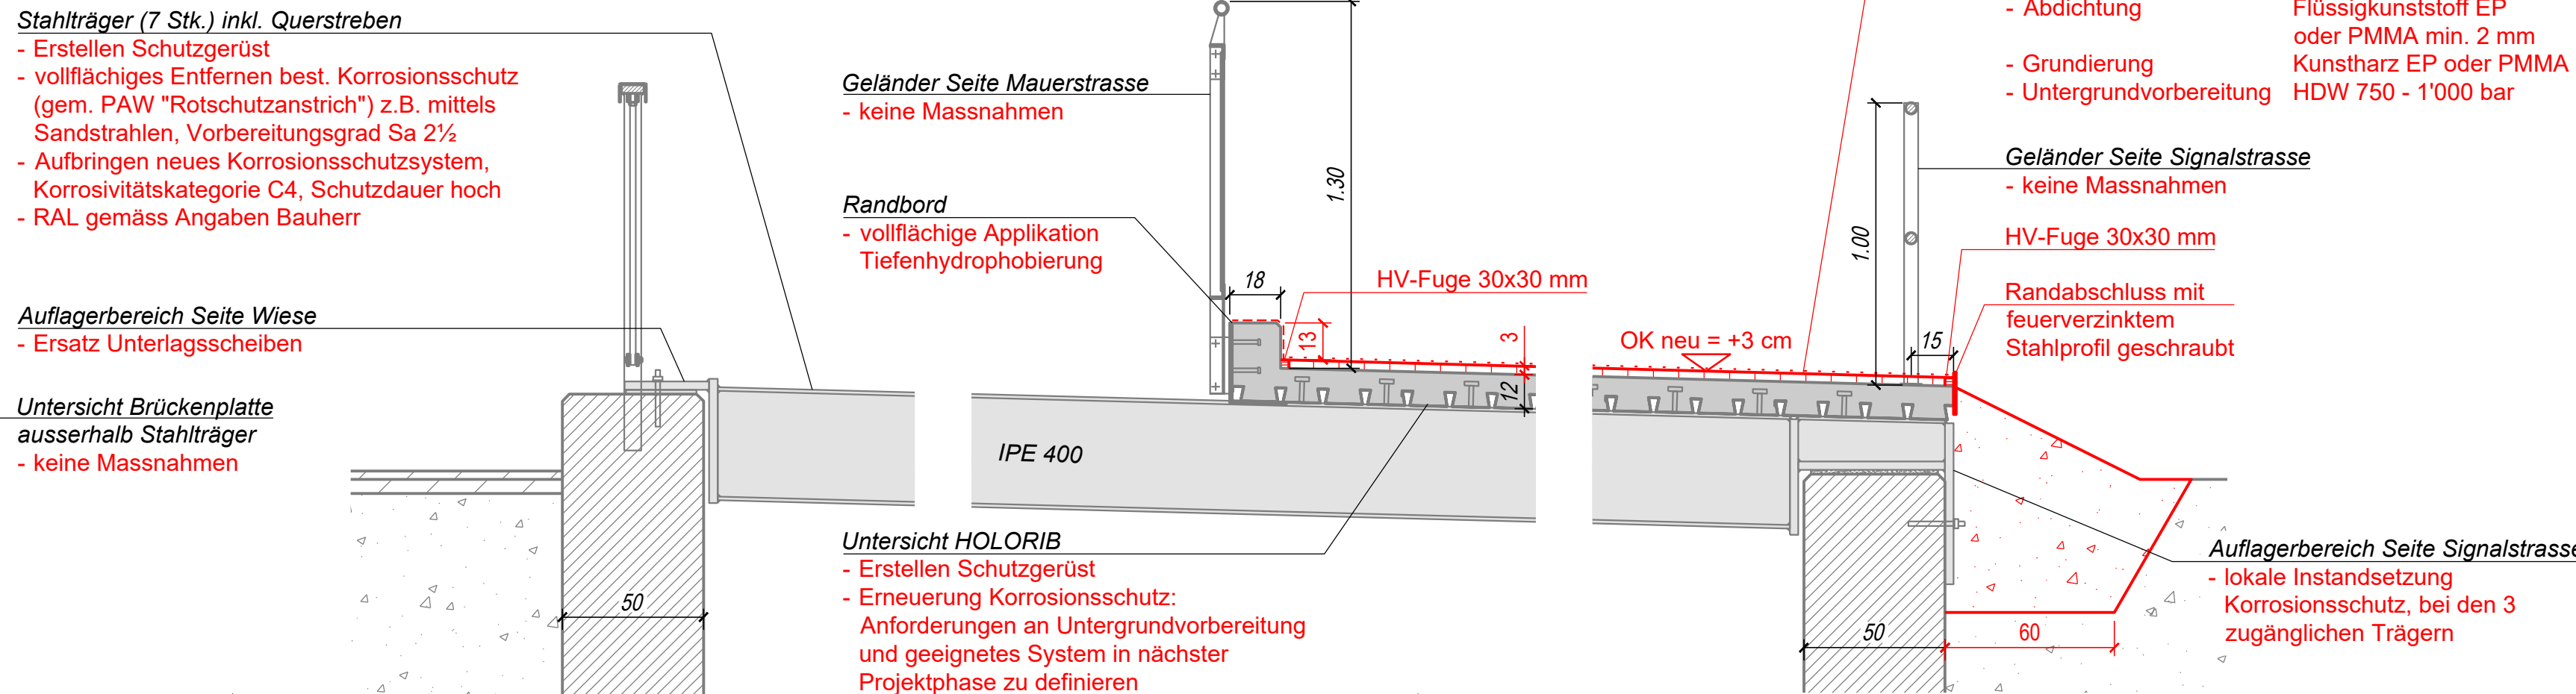 Stahlträger (7 Stk.) inkl. Querstreben
- Erstellen Schutzgerüst
- vollflächiges Entfernen best. Korrosionsschutz
(gem. PAW "Rotschutzanstrich") z.B. mittels
Sandstrahlen, Vorbereitungsgrad Sa 2½
- Aufbringen neues Korrosionsschutzsystem,
Korrosivitätskategorie C4, Schutzdauer hoch
- RAL gemäss Angaben Bauherr
Auflagerbereich Seite Wiese
- Ersatz Unterlagsscheiben
Untersicht Brückenplatte
ausserhalb Stahlträger
- keine Massnahmen
50
Geländer Seite Mauerstrasse
- keine Massnahmen
Randbord
- vollflächige Applikation
Tiefenhydrophobierung
1.30
18
HV-Fuge 30x30 mm
13
3
12
OK neu = +3 cm
IPE 400
Untersicht HOLORIB
- Erstellen Schutzgerüst
- Erneuerung Korrosionsschutz:
Anforderungen an Untergrundvorbereitung
und geeignetes System in nächster
Projektphase zu definieren
- Abdichtung Flüssigkunststoff EP
oder PMMA min. 2 mm
- Grundierung Kunstharz EP oder PMMA
- Untergrundvorbereitung HDW 750 - 1'000 bar
Geländer Seite Signalstrasse
- keine Massnahmen
1.00
HV-Fuge 30x30 mm
Randabschluss mit
feuerverzinktem
Stahlprofil geschraubt
15
Auflagerbereich Seite Signalstrasse
- lokale Instandsetzung
Korrosionsschutz, bei den 3
zugänglichen Trägern
50
60